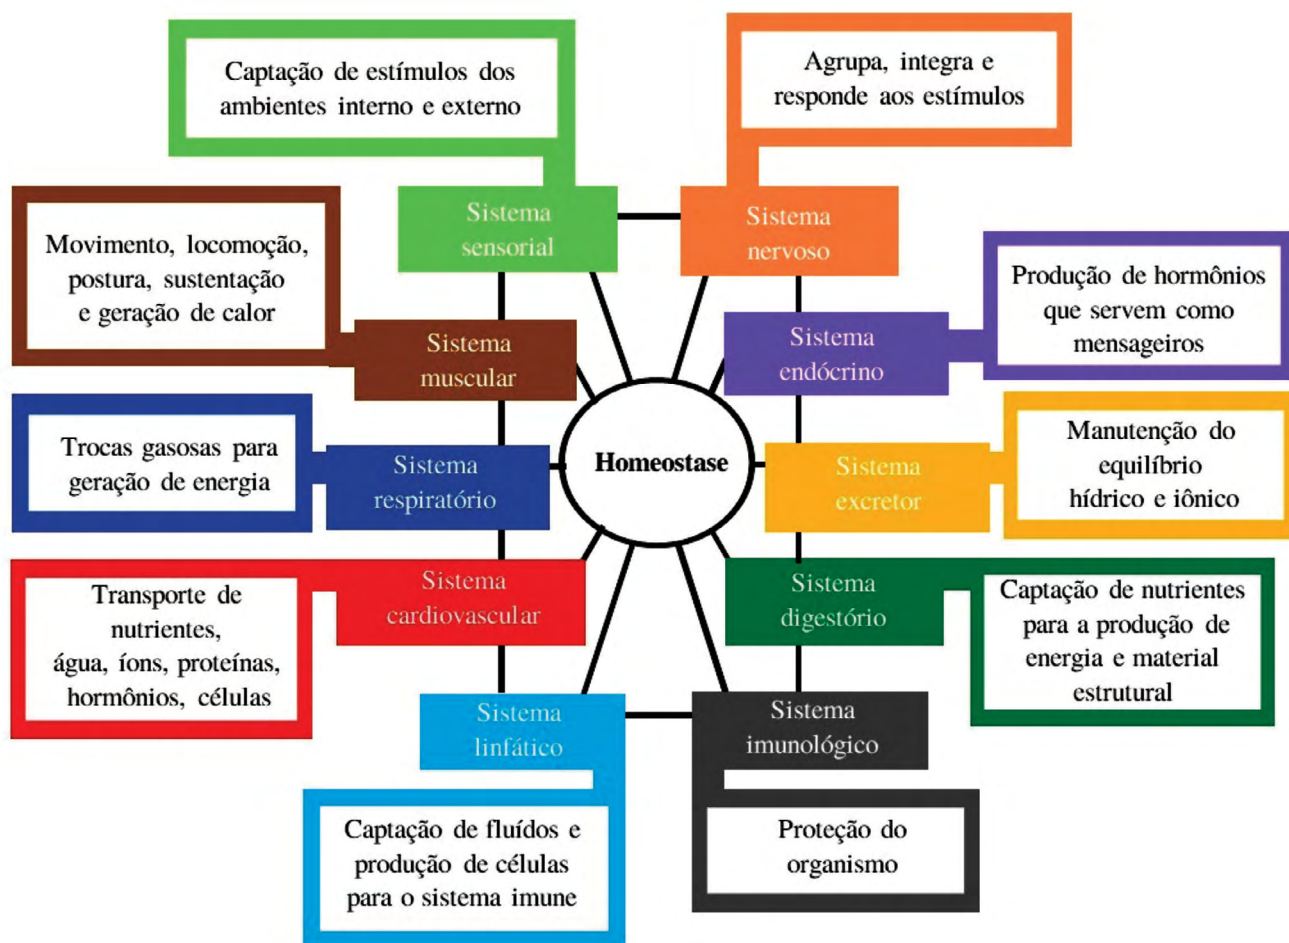 Captação de estímulos dos
ambientes interno e externo
Agrupa, integra e
responde aos estímulos
Sistema
sensorial
Sistema
nervoso
Movimento, locomoção,
postura, sustentação
e geração de calor
Sistema
muscular
Sistema
endócrino
Produção de hormônios
que servem como
mensageiros
Trocas gasosas para
geração de energia
Sistema
respiratório
Homeostase
Sistema
excretor
Manutenção do
equilíbrio
hídrico e iônico
Transporte de
nutrientes,
água, íons, proteínas,
hormônios, células
Sistema
cardiovascular
Sistema
digestório
Captação de nutrientes
para a produção de
energia e material
estrutural
Sistema
linfático
Sistema
imunológico
Captação de fluídos e
produção de células
para o sistema imune
Proteção do
organismo